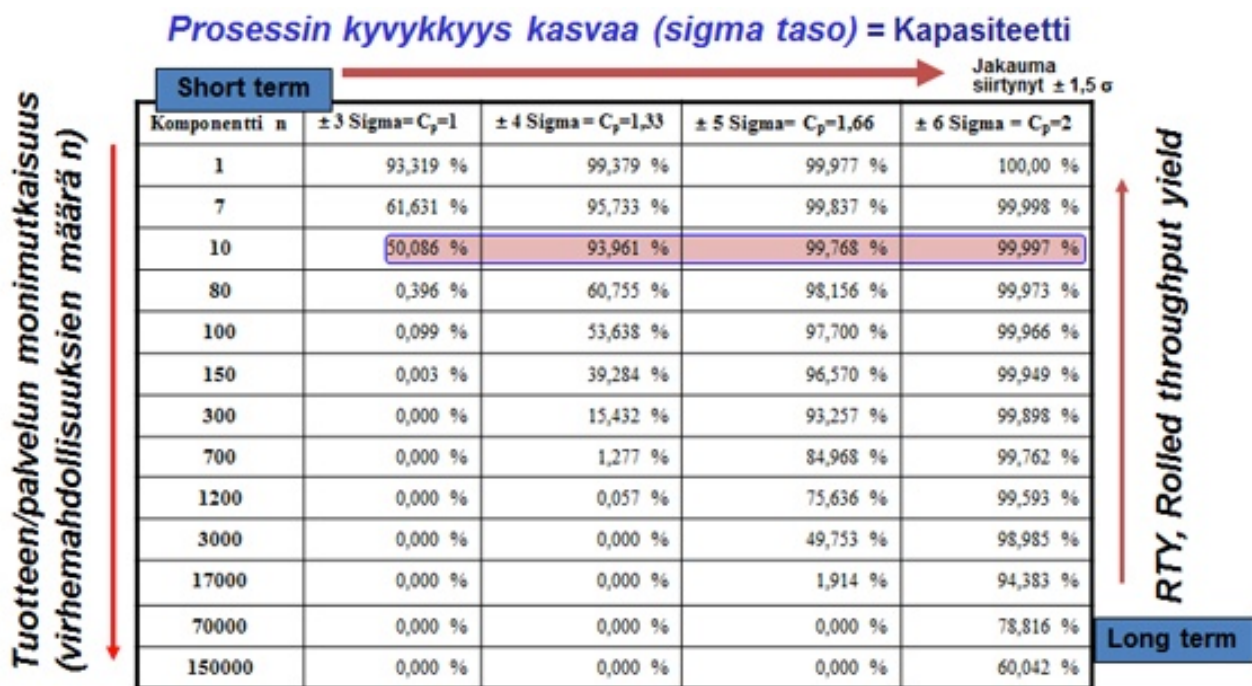 Prosessin kyvykkyys kasvaa (sigma taso) = Kapasiteetti
Short term
Jakauma
siirtynyt ± 1,5 σ
Tuotteen/palvelun monimutkaisuus
(virhemahdollisuuksien määrä n)
Komponentti n ± 3 Sigma= Cp=1 ± 4 Sigma= Cp=1,33 ± 5 Sigma= Cp=1,66 ± 6 Sigma = Cp=2
1 93,319 % 99,379 % 99,977 % 100,00 %
7 61,631 % 95,733 % 99,837 % 99,998 %
10 50,086 % 93,961 % 99,768 % 99,997 %
80 0,396 % 60,755 % 98,156 % 99,973 %
100 0,099 % 53,638 % 97,700 % 99,966 %
150 0,003 % 39,284 % 96,570 % 99,949 %
300 0,000 % 15,432 % 93,257 % 99,898 %
700 0,000 % 1,277 % 84,968 % 99,762 %
1200 0,000 % 0,057 % 75,636 % 99,593 %
3000 0,000 % 0,000 % 49,753 % 98,985 %
17000 0,000 % 0,000 % 1,914 % 94,383 %
70000 0,000 % 0,000 % 0,000 % 78,816 %
150000 0,000 % 0,000 % 0,000 % 60,042 %
RTY, Rolled throughput yield
Long term